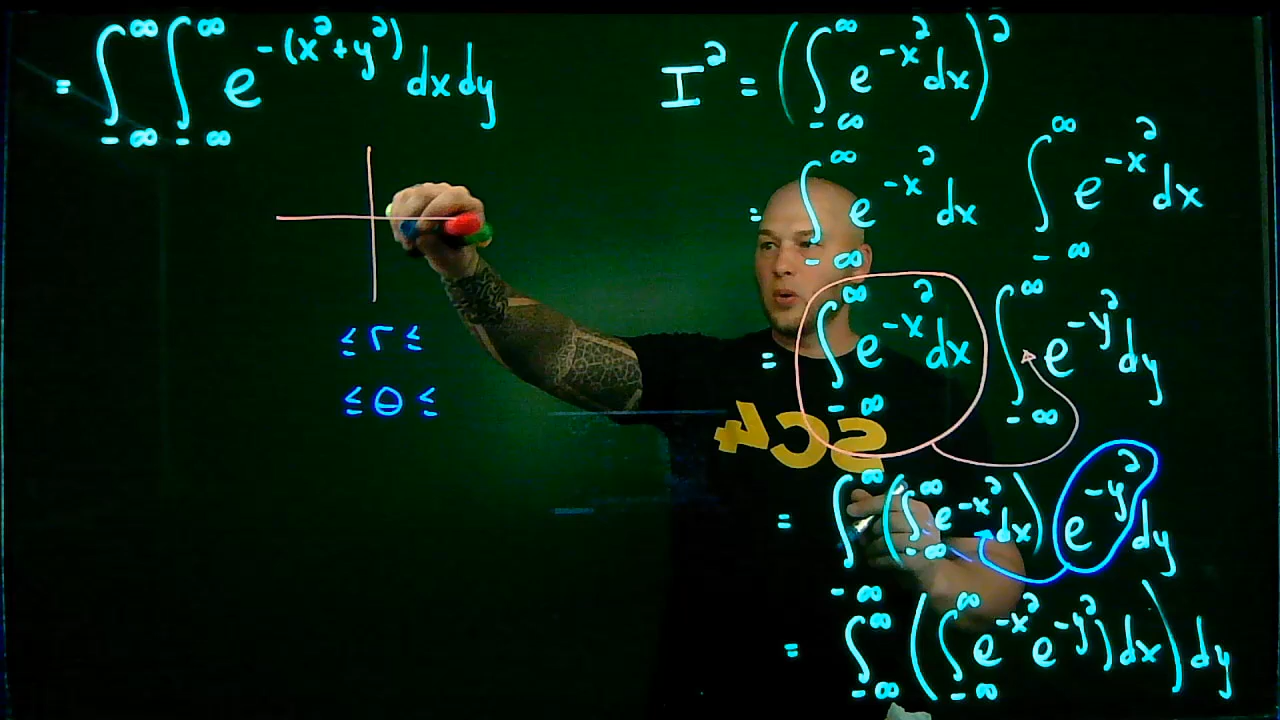 I² = (∫_{-∞}^{∞} e^{-x²} dx)²
= ∫_{-∞}^{∞} e^{-x²} dx ∫_{-∞}^{∞} e^{-x²} dx
= ∫_{-∞}^{∞} e^{-x²} dx ∫_{-∞}^{∞} e^{-y²} dy
= ∫_{-∞}^{∞} (∫_{-∞}^{∞} e^{-x²} dx) e^{-y²} dy
= ∫_{-∞}^{∞} (∫_{-∞}^{∞} e^{-x²} e^{-y²}) dx) dy
= ∫_{-∞}^{∞} ∫_{-∞}^{∞} e^{-(x²+y²)} dx dy
≤ r ≤
≤ θ ≤
SC4